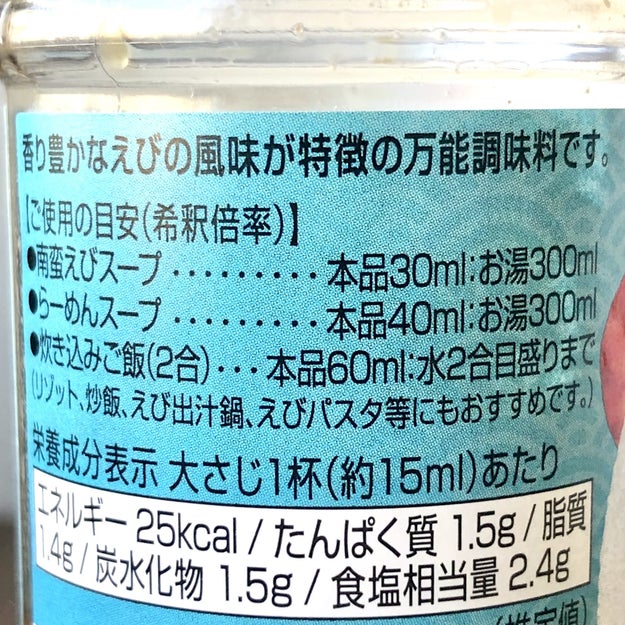 香り豊かなえびの風味が特徴の万能調味料です。
【ご使用の目安(希釈倍率)】
●南蛮えびスープ・・・・・・・・・本品30ml:お湯300ml
●らーめんスープ・・・・・・・・・本品40ml:お湯300ml
●炊き込みご飯(2合)・・・本品60ml:水2合目盛りまで
(リゾット、炒飯、えび出汁鍋、えびパスタ等にもおすすめです。)
栄養成分表示 大さじ1杯(約15ml)あたり
エネルギー 25kcal / たんぱく質 1.5g / 脂質
1.4g / 炭水化物 1.5g / 食塩相当量 2.4g
(推定値)